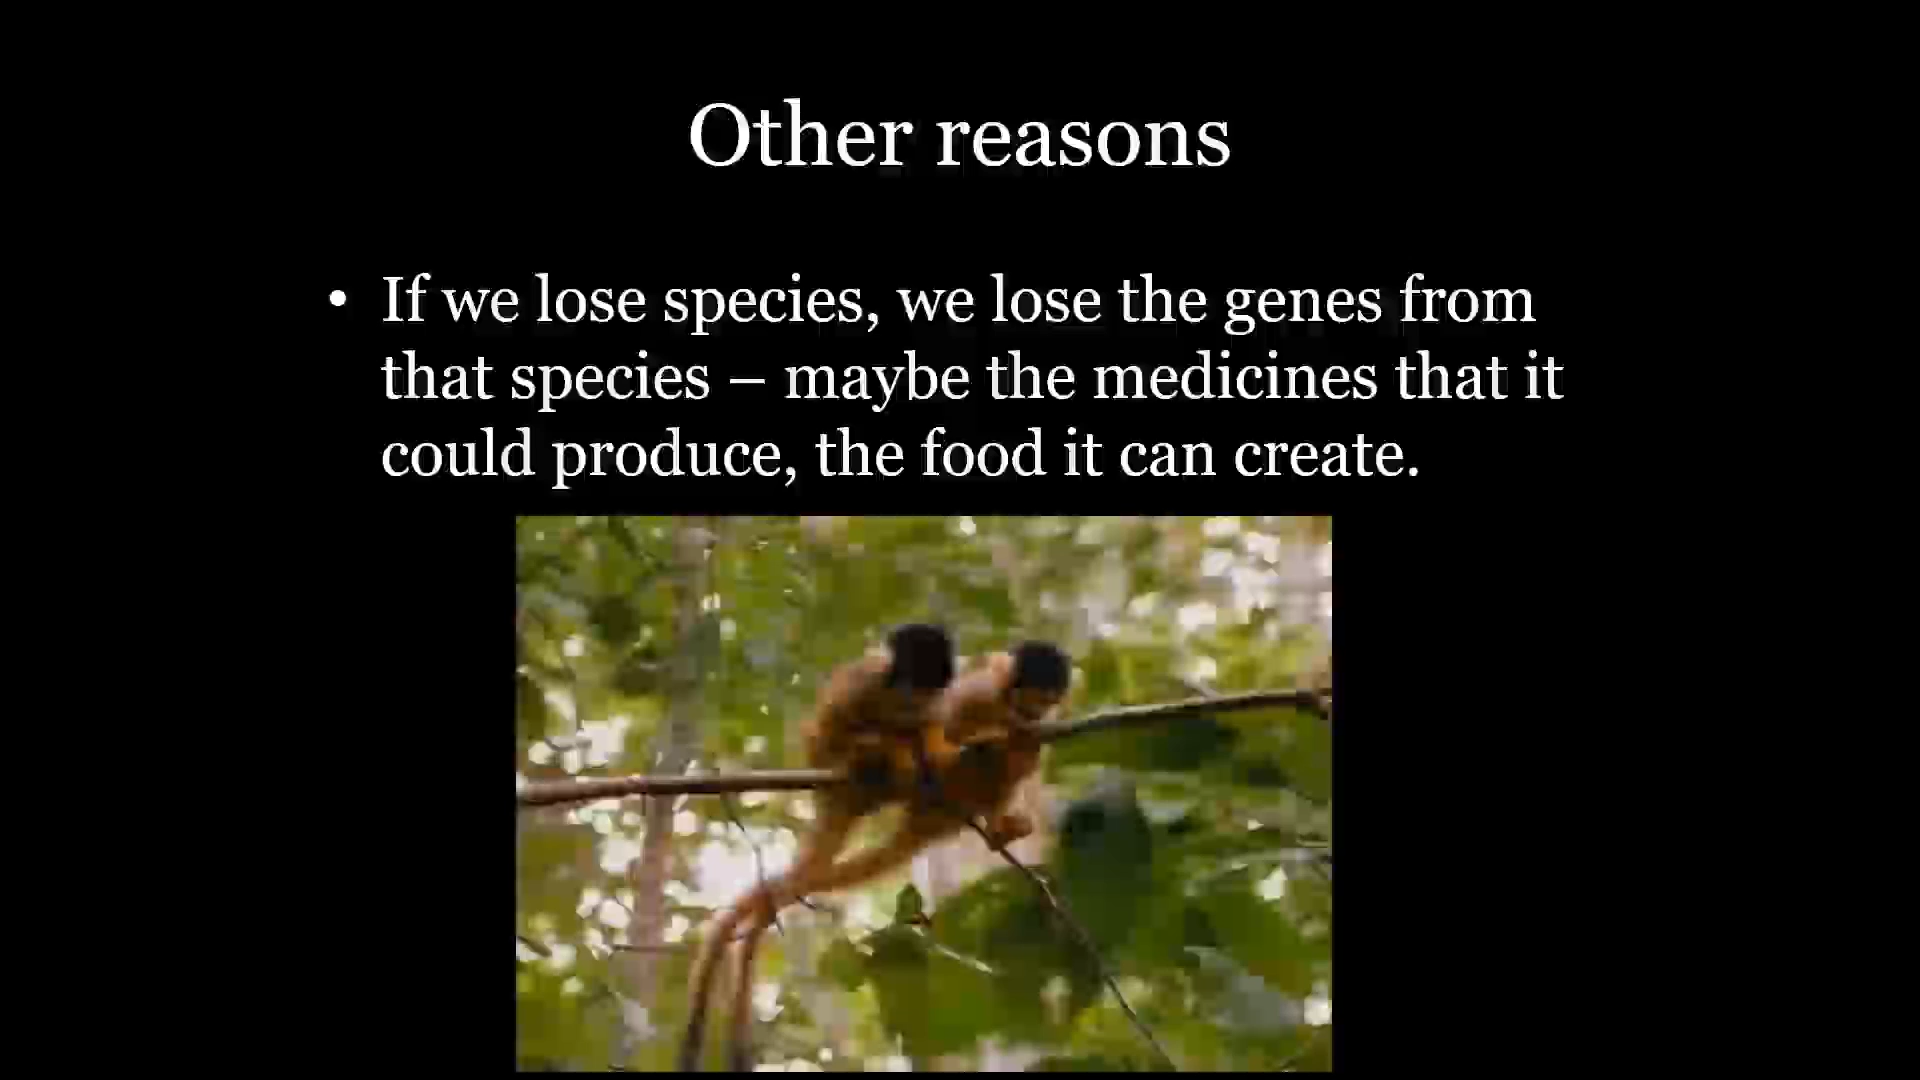 Other reasons
• If we lose species, we lose the genes from
that species – maybe the medicines that it
could produce, the food it can create.